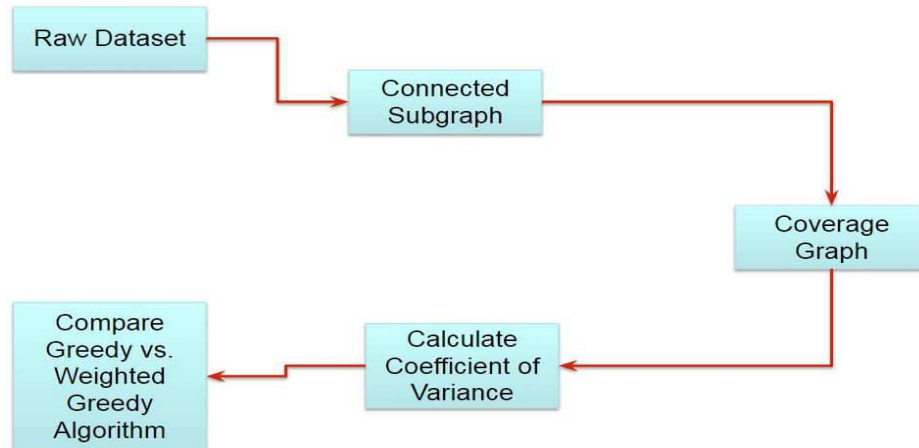 Raw Dataset
Connected
Subgraph
Coverage
Graph
Calculate
Coefficient of
Variance
Compare
Greedy vs.
Weighted
Greedy
Algorithm